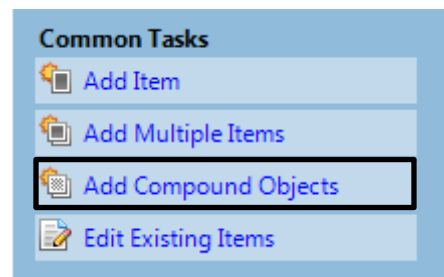 Common Tasks
Add Item
Add Multiple Items
Add Compound Objects
Edit Existing Items